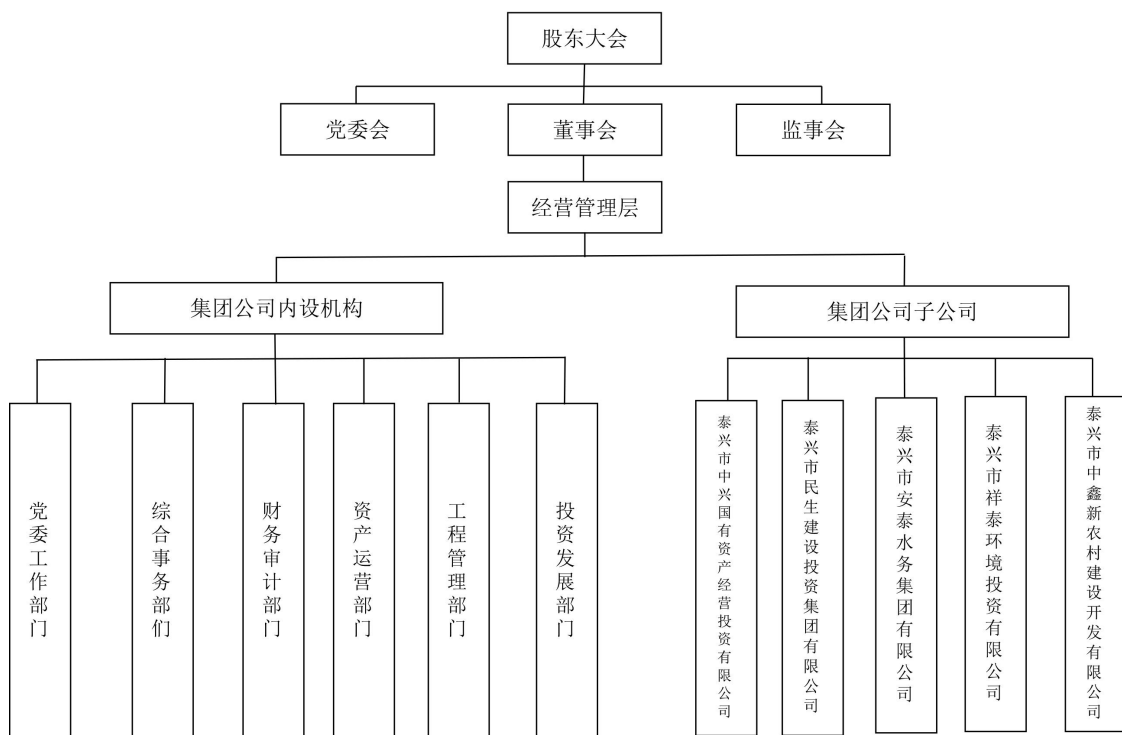 股东大会
党委会
董事会
监事会
经营管理层
集团公司内设机构
集团公司子公司
党委工作部门
综合事务部们
财务审计部门
资产运营部门
工程管理部门
投资发展部门
泰兴市中兴国有资产经营投资有限公司
泰兴市民生建设投资集团有限公司
泰兴市安泰水务集团有限公司
泰兴市祥泰环境投资有限公司
泰兴市中鑫新农村建设开发有限公司